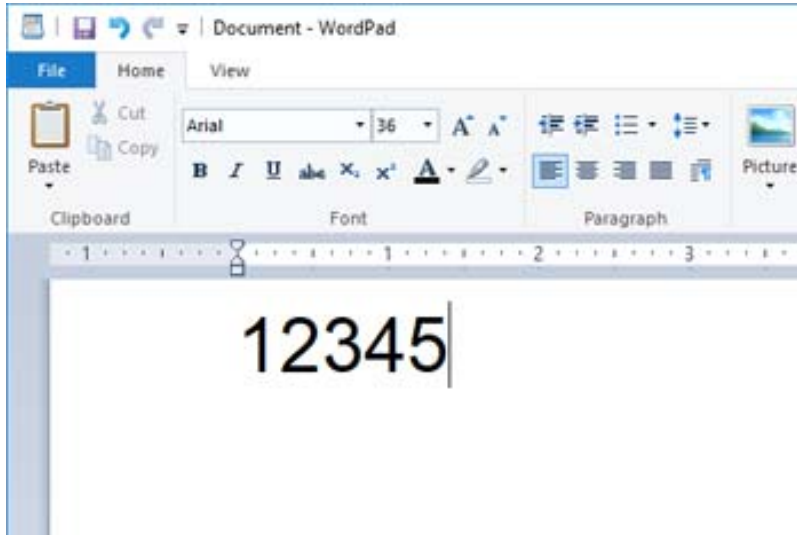 Document - WordPad
File Home View
Paste
Cut
Copy
Clipboard
Arial 36 A A
B I U abc X₂ x² A
Font
Paragraph
Picture
1 1 2 3
12345